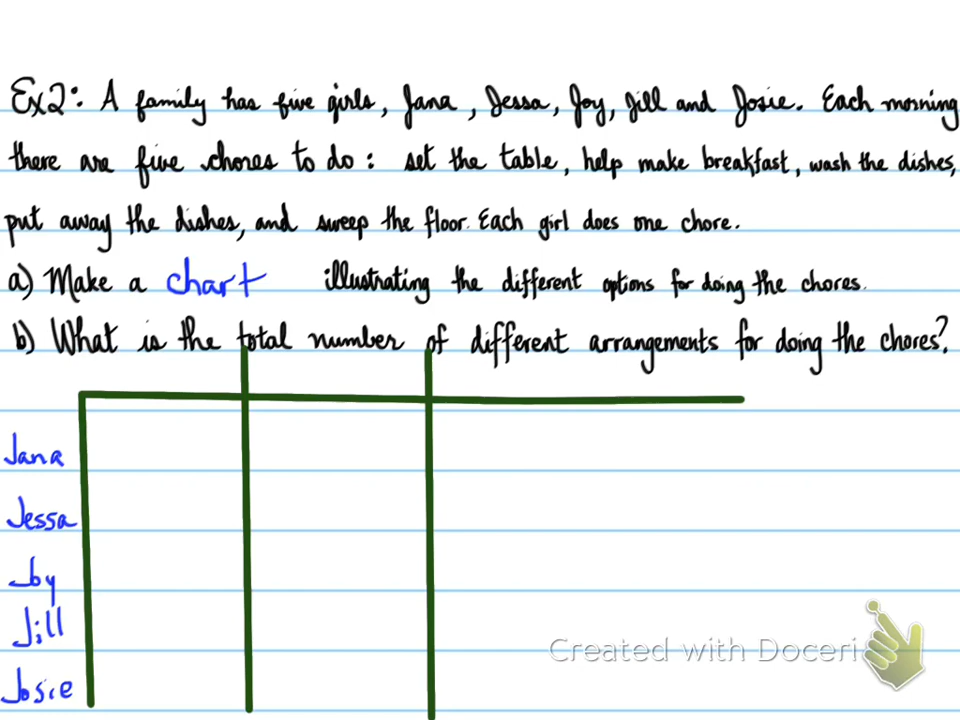 Ex2: A family has five girls, Jana, Jessa, Joy, Jill and Josie. Each morning
there are five chores to do: set the table, help make breakfast, wash the dishes,
put away the dishes, and sweep the floor. Each girl does one chore.
a) Make a chart illustrating the different options for doing the chores.
b) What is the total number of different arrangements for doing the chores?
Jana
Jessa
Joy
Jill
Josie
Created with Doceri